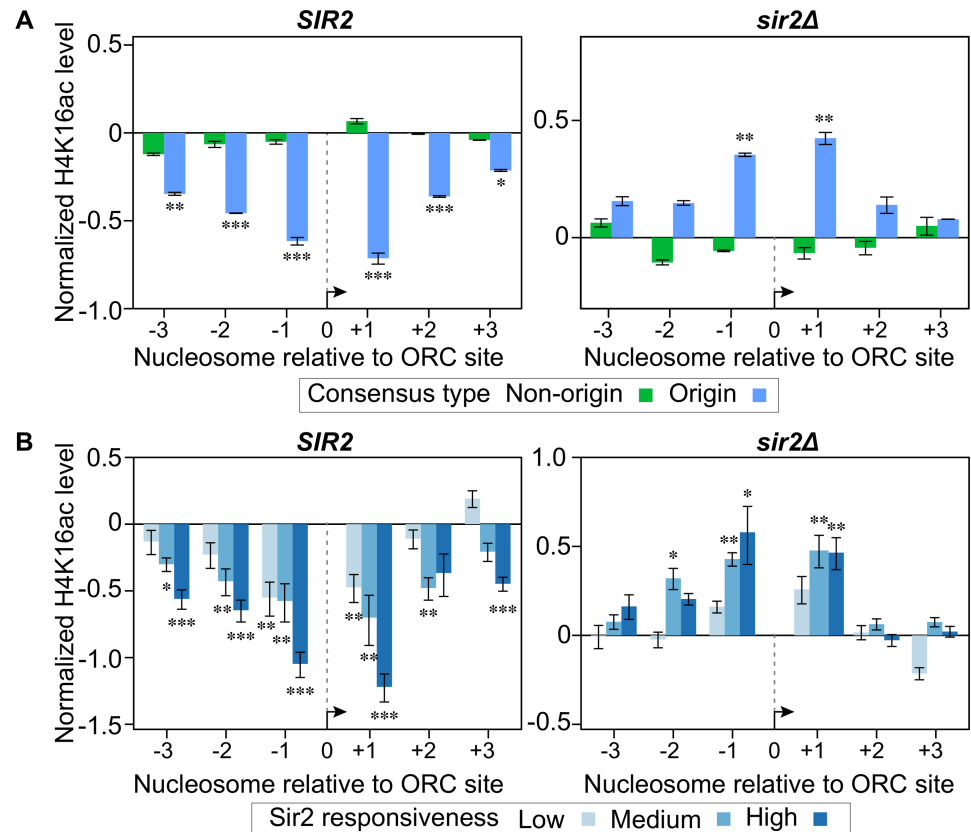 A
SIR2
sir2Δ
Normalized H4K16ac level
0.5
0
-0.5
-1.0
** *** *** *** *** *
-3 -2 -1 0 +1 +2 +3
Nucleosome relative to ORC site
0.5
0
** **
-3 -2 -1 0 +1 +2 +3
Nucleosome relative to ORC site
Consensus type Non-origin Origin
B
SIR2
sir2Δ
Normalized H4K16ac level
0.5
0
-0.5
-1.0
-1.5
* *** ** *** ** ** *** ** ** *** ** ***
-3 -2 -1 0 +1 +2 +3
Nucleosome relative to ORC site
1.0
0.5
0
-0.5
* ** * ** **
-3 -2 -1 0 +1 +2 +3
Nucleosome relative to ORC site
Sir2 responsiveness Low Medium High